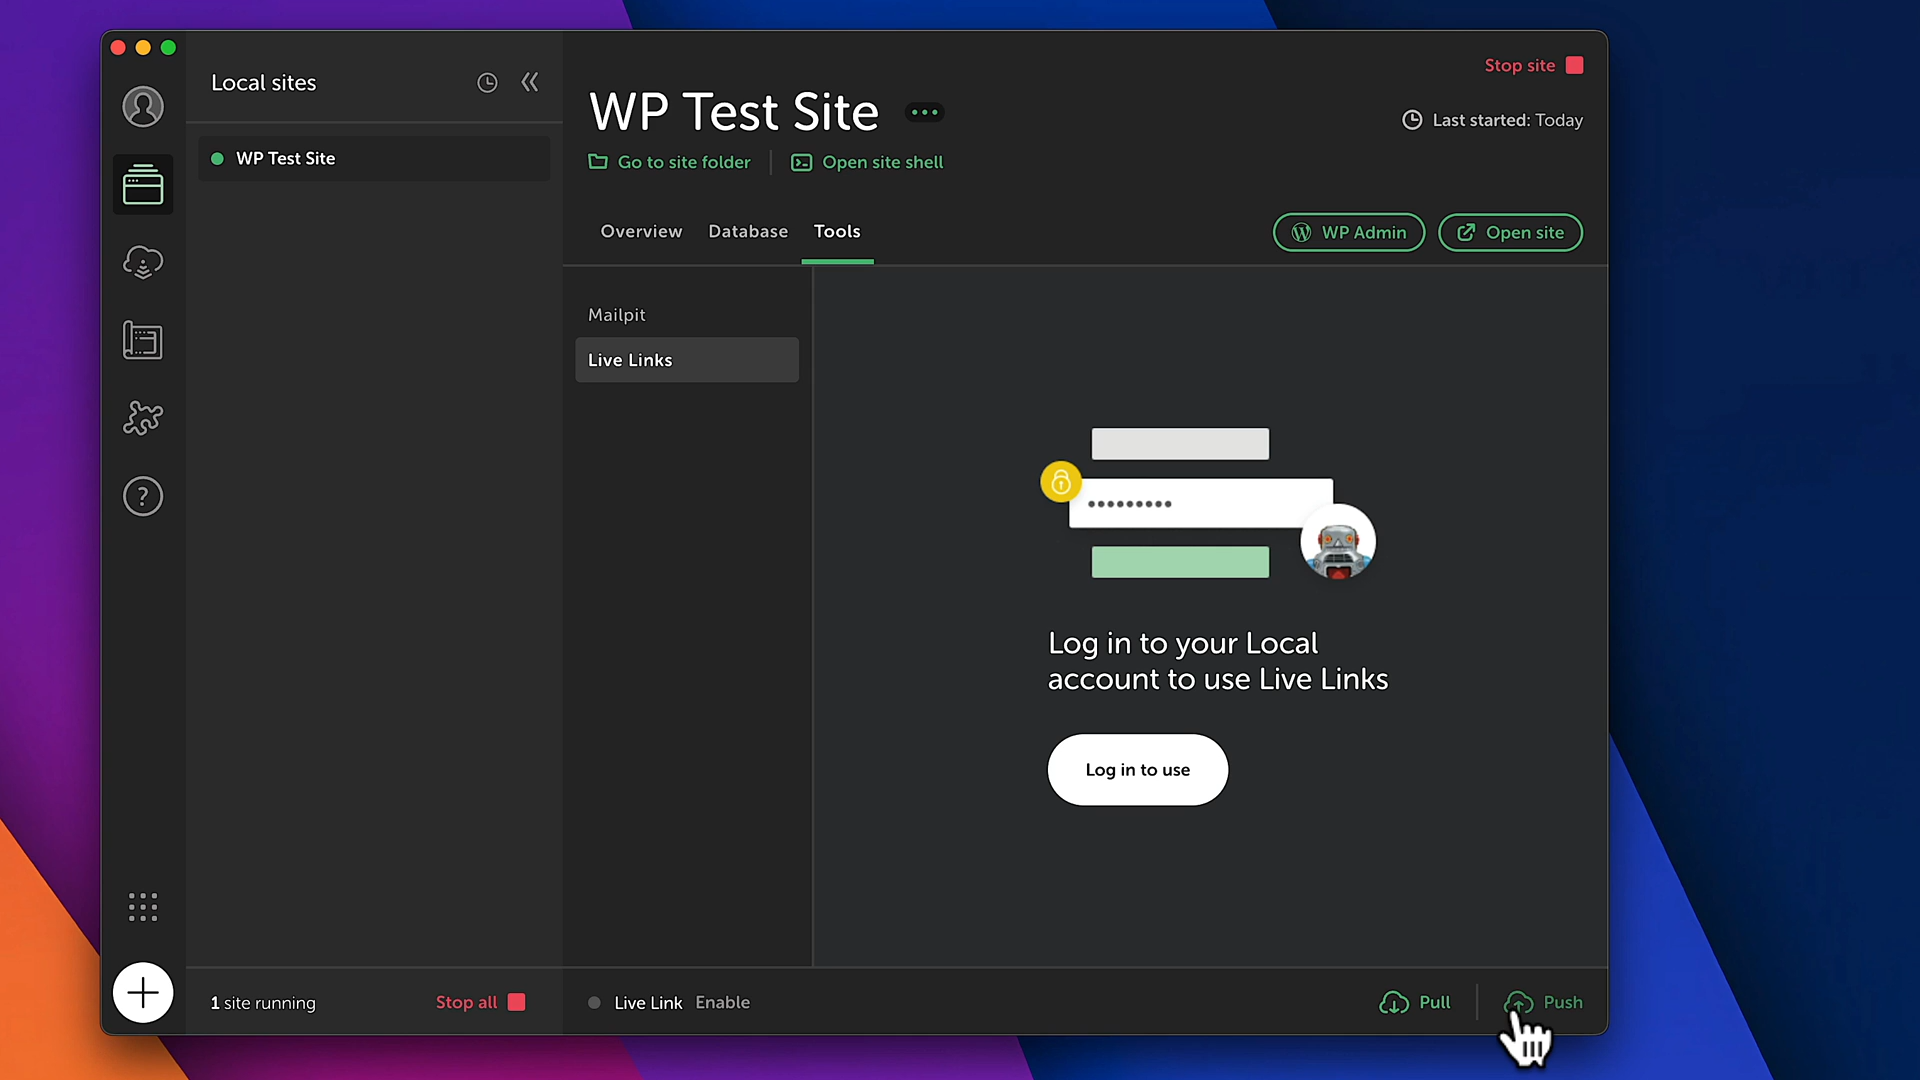 Local sites
WP Test Site
1 site running
Stop all
Stop site
WP Test Site
Last started: Today
Go to site folder
Open site shell
Overview
Database
Tools
WP Admin
Open site
Mailpit
Live Links
Log in to your Local
account to use Live Links
Log in to use
Live Link
Enable
Pull
Push